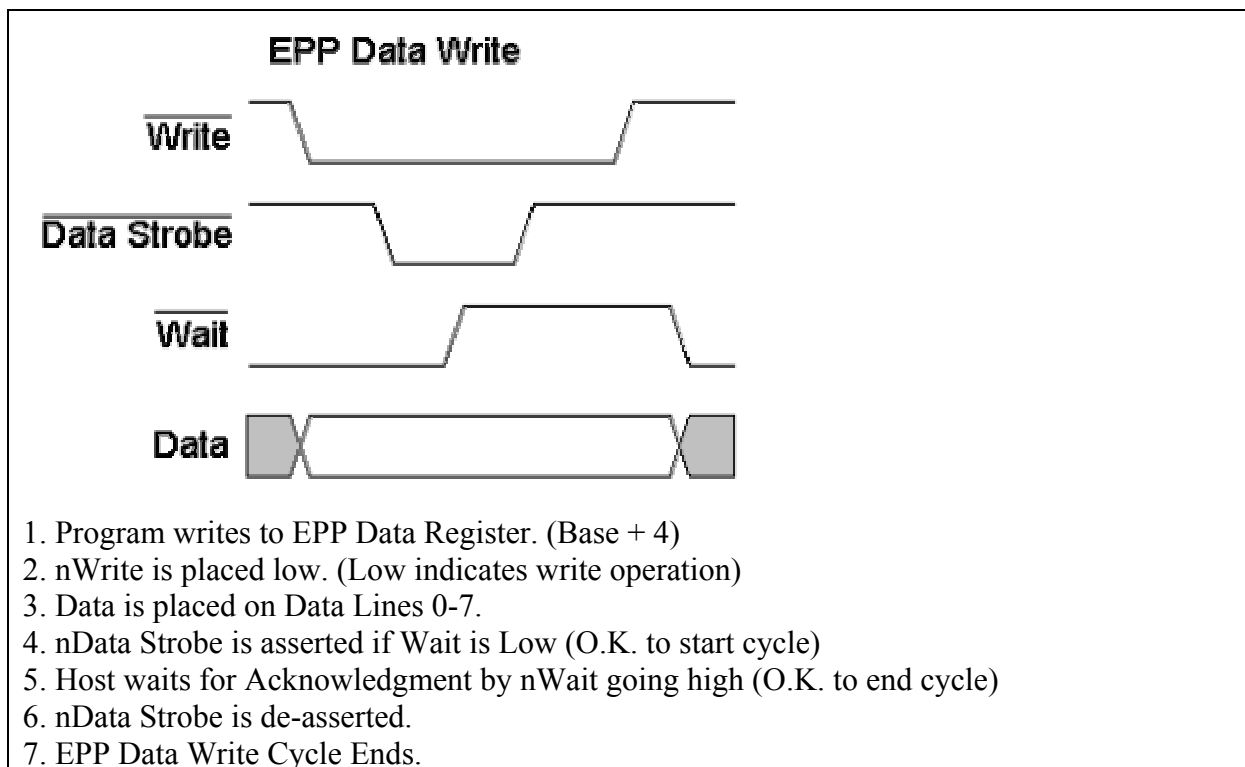 EPP Data Write
Write
Data Strobe
Wait
Data
1. Program writes to EPP Data Register. (Base + 4)
2. nWrite is placed low. (Low indicates write operation)
3. Data is placed on Data Lines 0-7.
4. nData Strobe is asserted if Wait is Low (O.K. to start cycle)
5. Host waits for Acknowledgment by nWait going high (O.K. to end cycle)
6. nData Strobe is de-asserted.
7. EPP Data Write Cycle Ends.